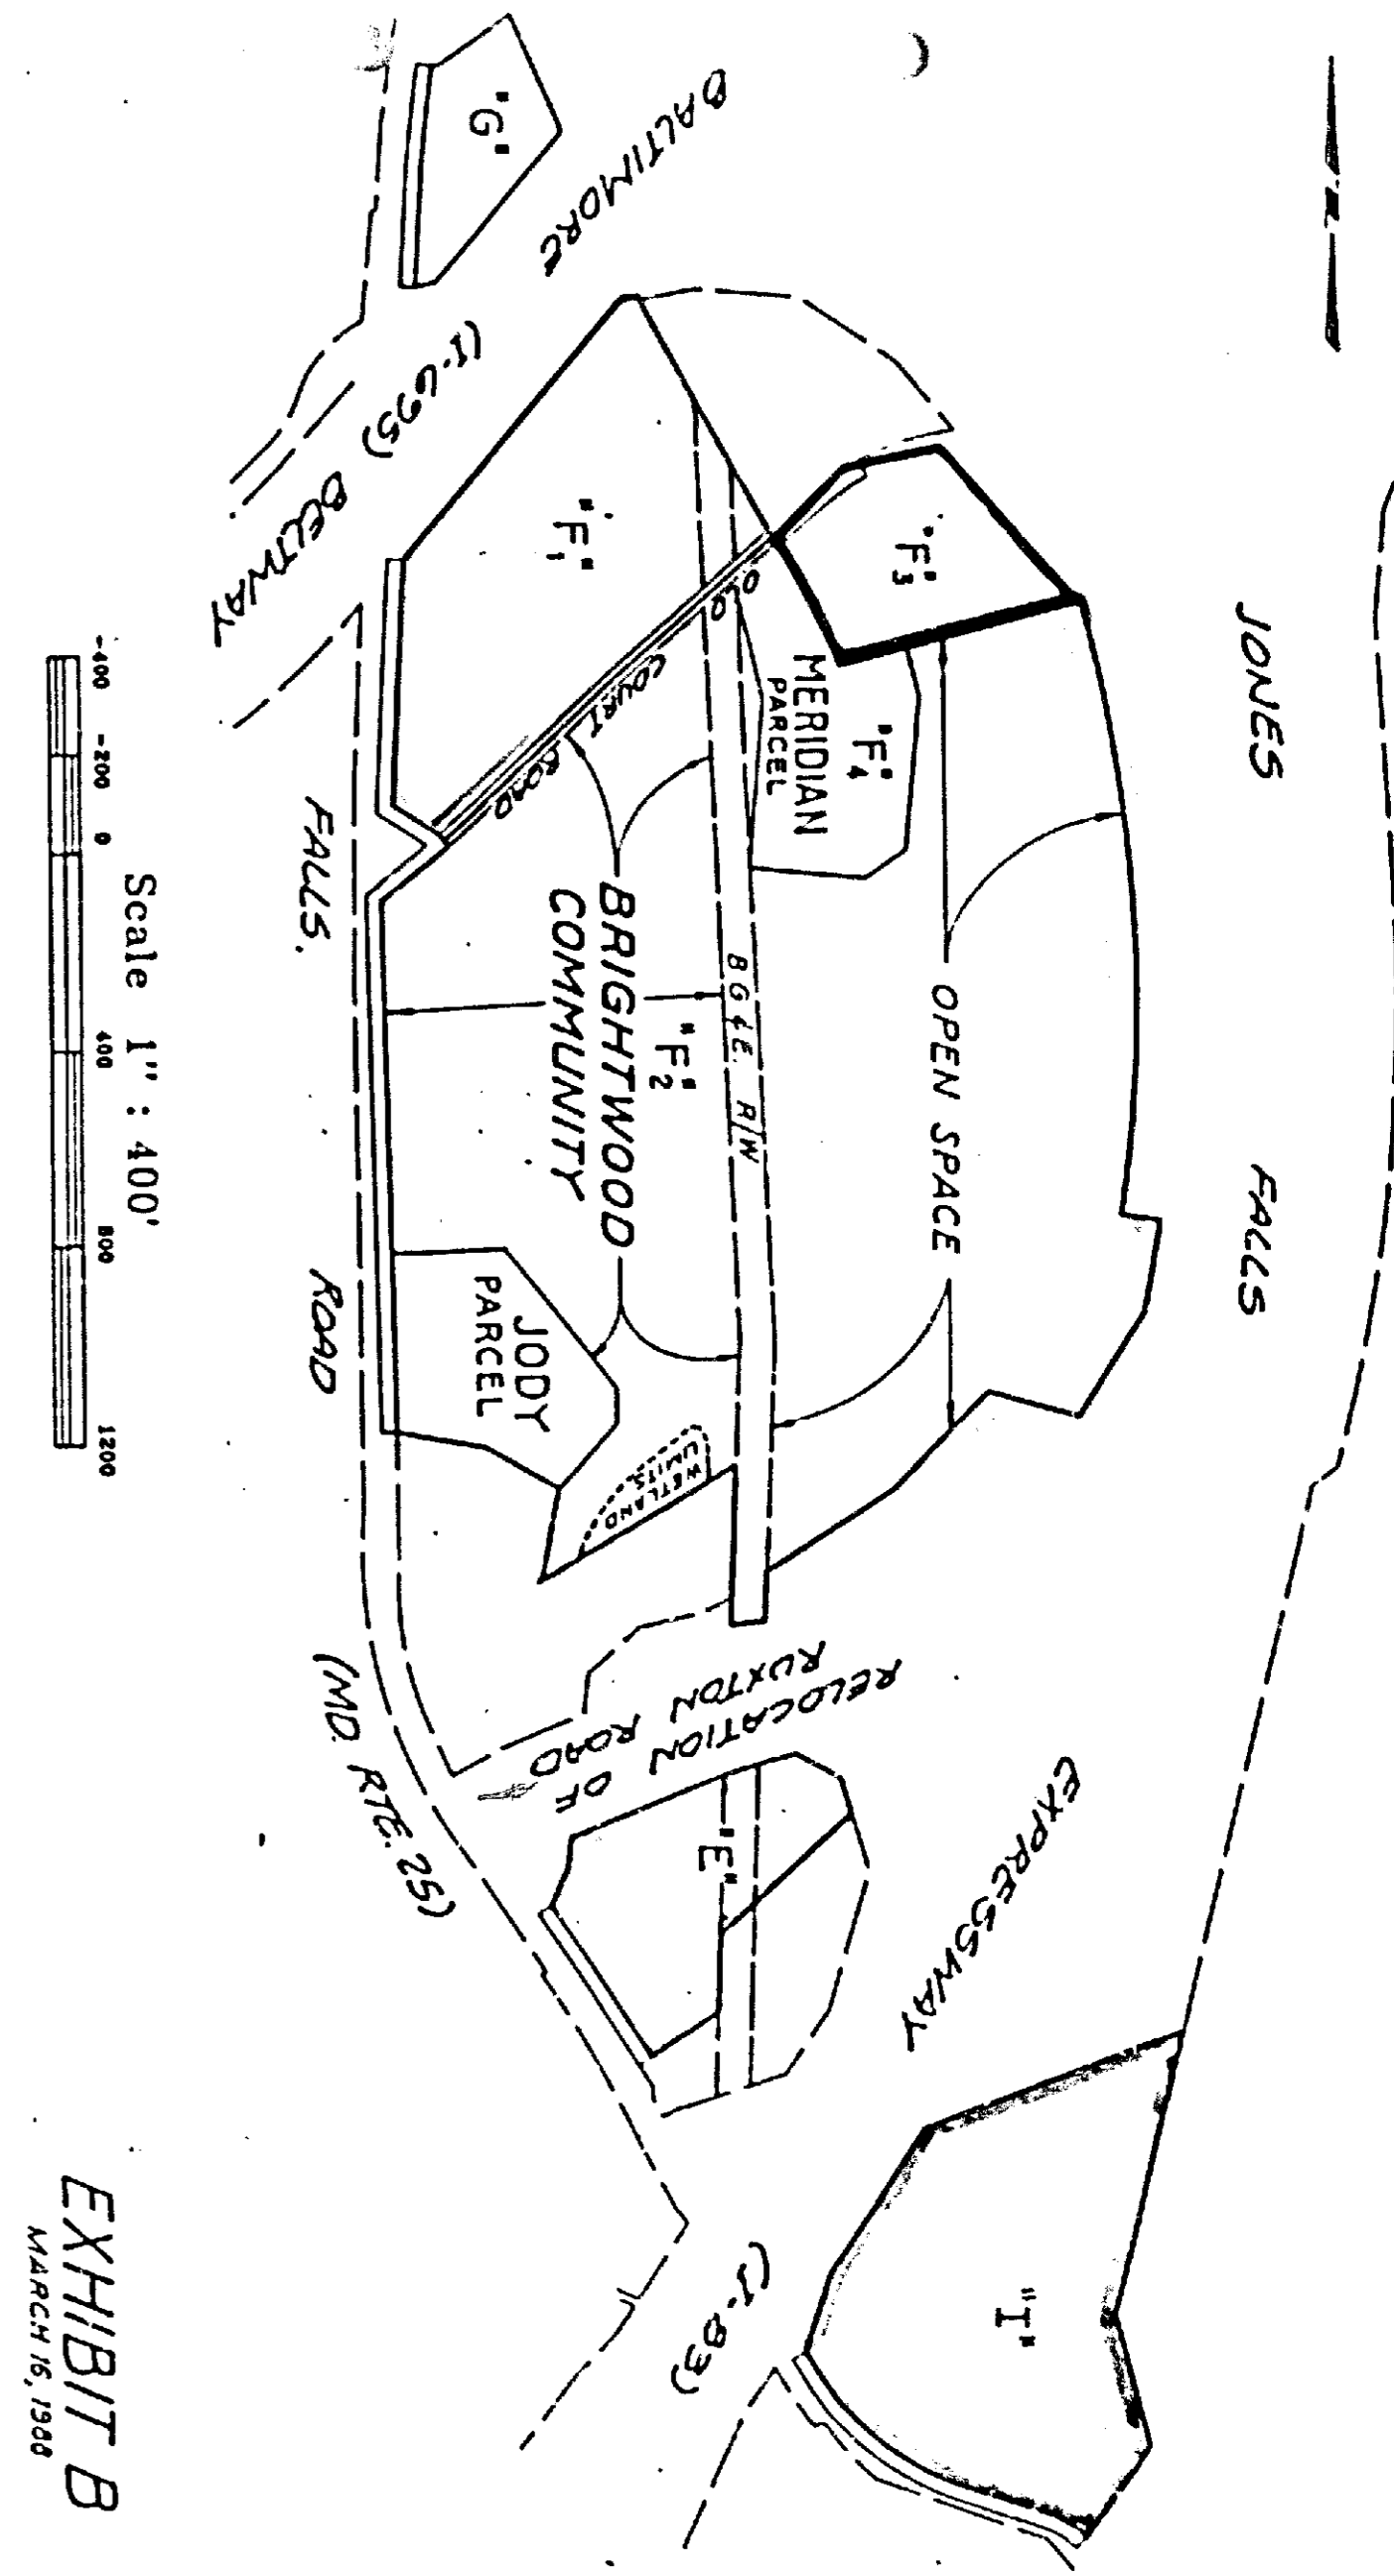 N
JONES
FALLS
EXPRESSWAY
(I-83)
"I"
BALTIMORE
(I-695) BELTWAY
"G"
"F1"
"F3"
OLD
COURT
ROAD
MERIDIAN
PARCEL
"F4"
OPEN SPACE
BG&E. R/W
"F2"
BRIGHTWOOD
COMMUNITY
JODY
PARCEL
WETLAND
LIMITS
RELOCATION OF
RUXTON ROAD
"E"
FALLS.
ROAD
(MD. RTE. 25)
Scale 1" : 400'
-400 -200 0 400 800 1200
EXHIBIT B
MARCH 16, 1988